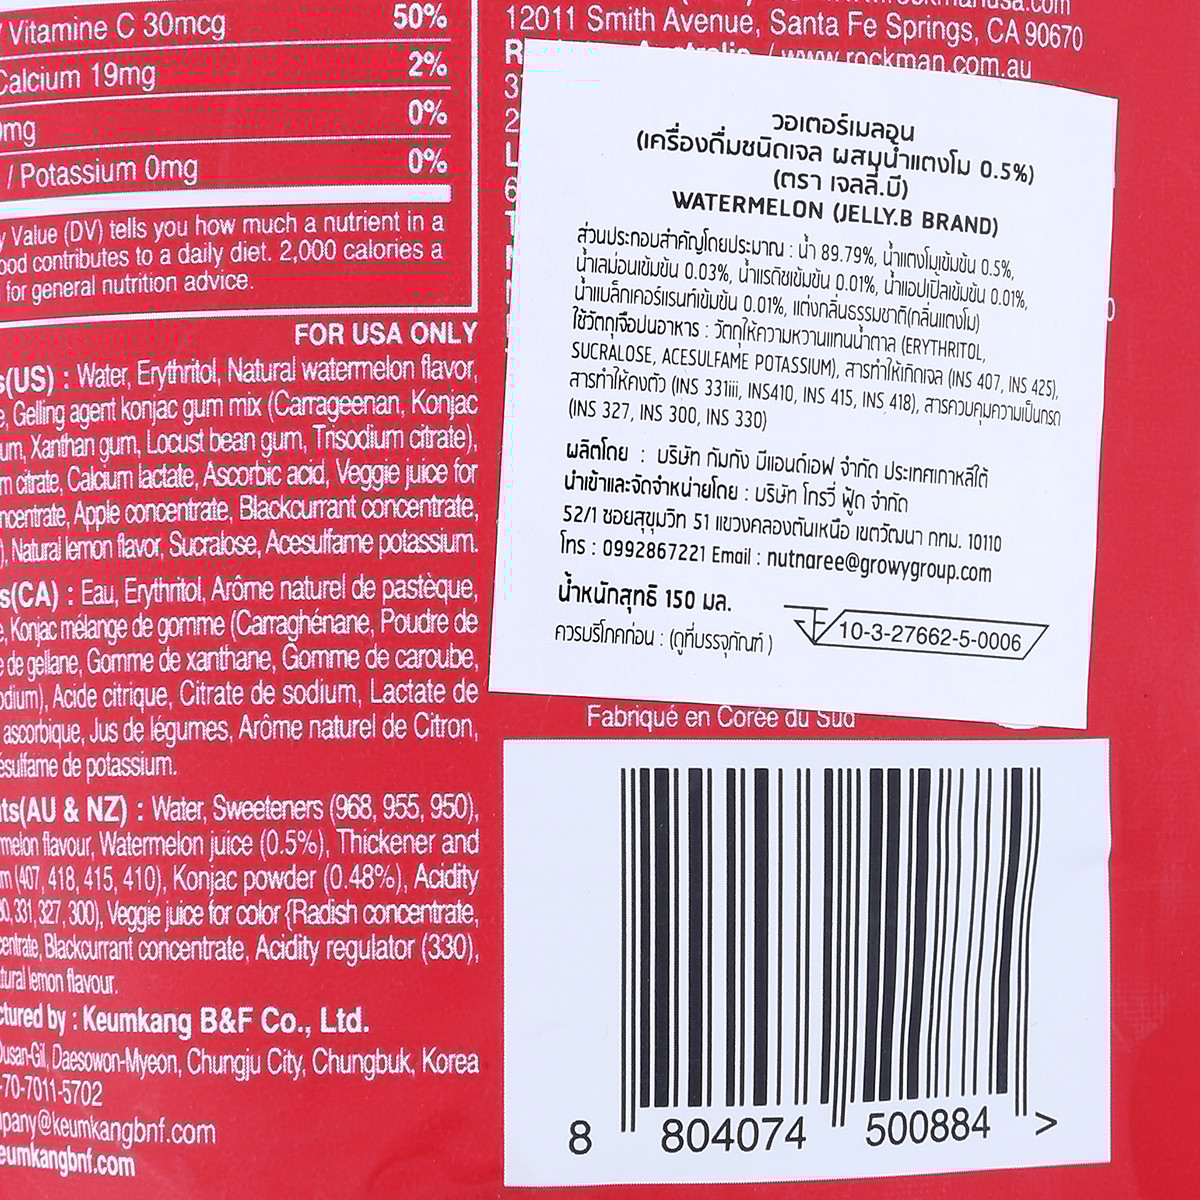 / Vitamine C 30mcg 50%
Calcium 19mg 2%
0mg 0%
/ Potassium 0mg 0%
Value (DV) tells you how much a nutrient in a
food contributes to a daily diet. 2,000 calories a
for general nutrition advice.
FOR USA ONLY
(US) : Water, Erythritol, Natural watermelon flavor,
Gelling agent konjac gum mix (Carrageenan, Konjac
Xanthan gum, Locust bean gum, Trisodium citrate),
citrate, Calcium lactate, Ascorbic acid, Veggie juice for
Apple concentrate, Blackcurrant concentrate,
Natural lemon flavor, Sucralose, Acesulfame potassium.
(CA) : Eau, Erythritol, Arôme naturel de pastèque,
Konjac mélange de gomme (Carraghénane, Poudre de
de gellane, Gomme de xanthane, Gomme de caroube,
Acide citrique, Citrate de sodium, Lactate de
ascorbique, Jus de légumes, Arôme naturel de Citron,
de potassium.
(AU & NZ) : Water, Sweeteners (968, 955, 950),
flavour, Watermelon juice (0.5%), Thickener and
(407, 418, 415, 410), Konjac powder (0.48%), Acidity
331, 327, 300), Veggie juice for color {Radish concentrate,
Blackcurrant concentrate, Acidity regulator (330),
lemon flavour.
by : Keumkang B&F Co., Ltd.
Dusan-Gil, Daesowon-Myeon, Chungju City, Chungbuk, Korea
-70-7011-5702
@keumkangbnf.com
keumkangbnf.com
12011 Smith Avenue, Santa Fe Springs, CA 90670
Australia / www.rockman.com.au
วอเตอร์เมลอน
(เครื่องดื่มชนิดเจล ผสมน้ำแตงโม 0.5%)
(ตรา เจลลี่.บี)
WATERMELON (JELLY.B BRAND)
ส่วนประกอบสำคัญโดยประมาณ : น้ำ 89.79%, น้ำแตงโมเข้มข้น 0.5%,
น้ำเลม่อนเข้มข้น 0.03%, น้ำแรดิชเข้มข้น 0.01%, น้ำแอปเปิ้ลเข้มข้น 0.01%,
น้ำแบล็กเคอร์แรนท์เข้มข้น 0.01%, แต่งกลิ่นธรรมชาติ(กลิ่นแตงโม)
ใช้วัตถุเจือปนอาหาร : วัตถุให้ความหวานแทนน้ำตาล (ERYTHRITOL,
SUCRALOSE, ACESULFAME POTASSIUM), สารทำให้เกิดเจล (INS 407, INS 425),
สารทำให้คงตัว (INS 331iii, INS410, INS 415, INS 418), สารควบคุมความเป็นกรด
(INS 327, INS 300, INS 330)
ผลิตโดย : บริษัท กัมกัง บีแอนด์เอฟ จำกัด ประเทศเกาหลีใต้
นำเข้าและจัดจำหน่ายโดย : บริษัท โกรวี่ ฟู้ด จำกัด
52/1 ซอยสุขุมวิท 51 แขวงคลองตันเหนือ เขตวัฒนา กทม. 10110
โทร : 0992867221 Email : nutnaree@growygroup.com
น้ำหนักสุทธิ 150 มล.
ควรบริโภคก่อน : (ดูที่บรรจุภัณฑ์ )
10-3-27662-5-0006
Fabriqué en Corée du Sud
8 804074 500884 >